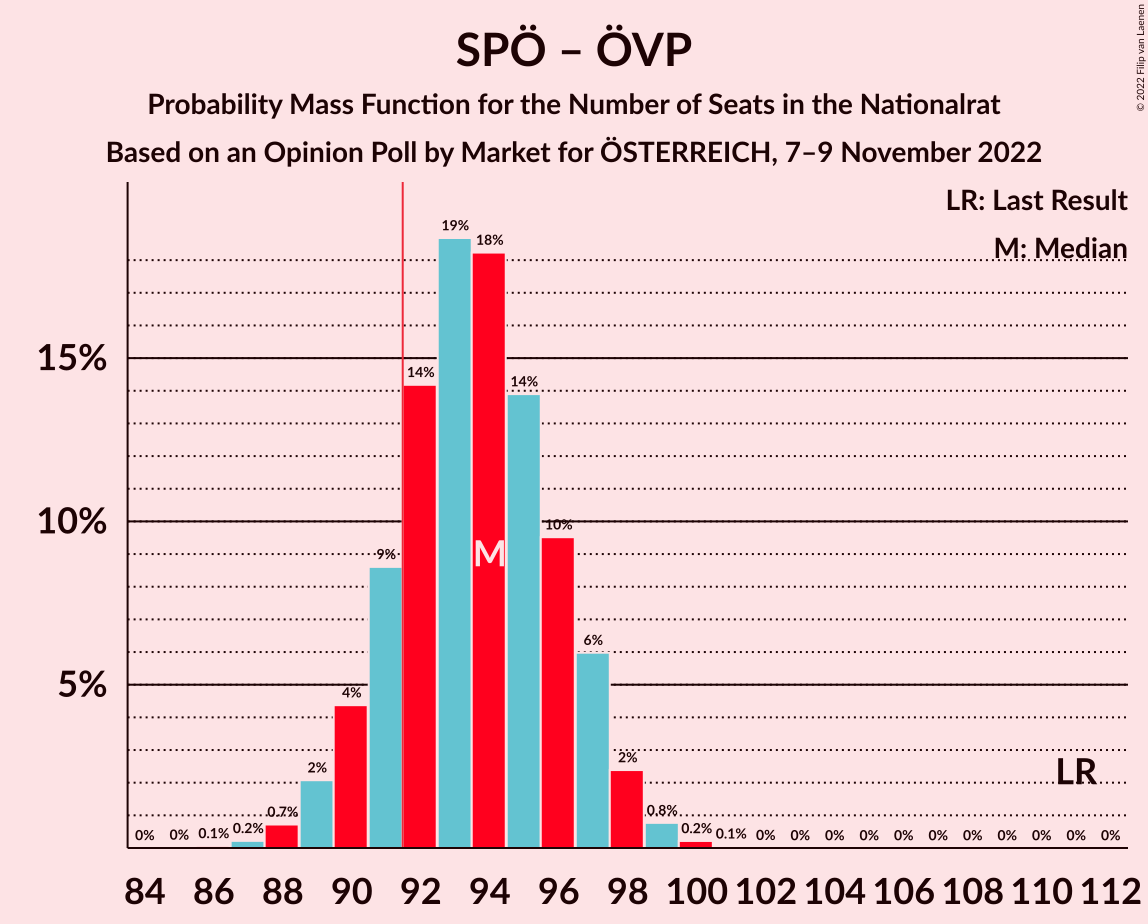 SPÖ – ÖVP
Probability Mass Function for the Number of Seats in the Nationalrat
Based on an Opinion Poll by Market for ÖSTERREICH, 7–9 November 2022
© 2022 Filip van Laenen
LR: Last Result
M: Median
15%
10%
5%
0% 0% 0.1% 0.2% 0.7% 2% 4% 9% 14% 19% 18% 14% 10% 6% 2% 0.8% 0.2% 0.1% 0% 0% 0% 0% 0% 0% 0% 0% 0% 0% 0%
M
LR
84 86 88 90 92 94 96 98 100 102 104 106 108 110 112